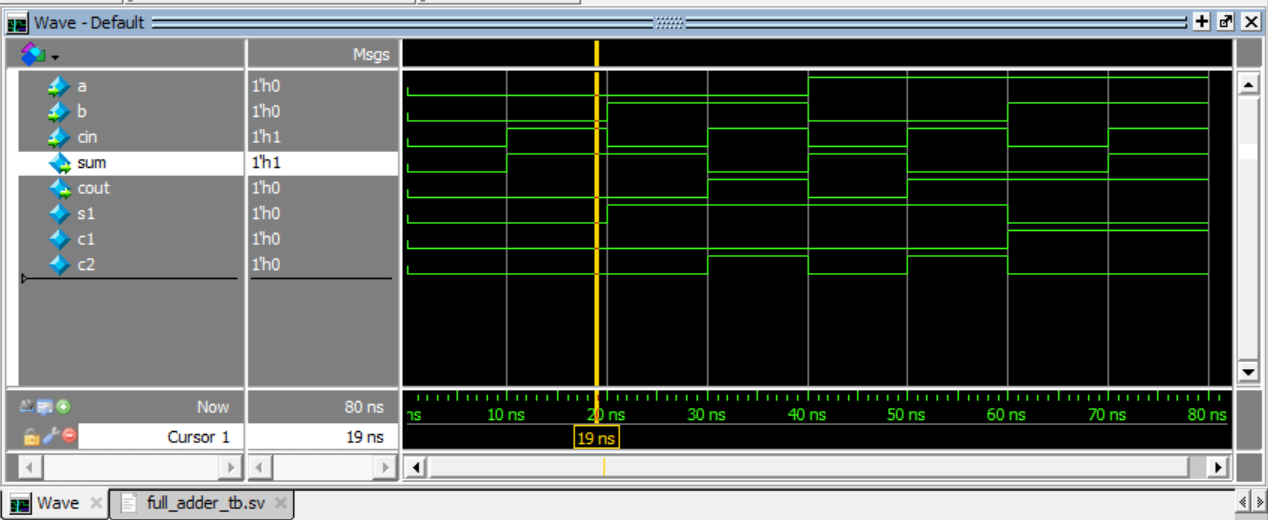 Wave - Default
Msgs
a 1'h0
b 1'h0
cin 1'h1
sum 1'h1
cout 1'h0
s1 1'h0
c1 1'h0
c2 1'h0
Now 80 ns
ns 10 ns 20 ns 30 ns 40 ns 50 ns 60 ns 70 ns 80 ns
Cursor 1 19 ns
19 ns
Wave full_adder_tb.sv